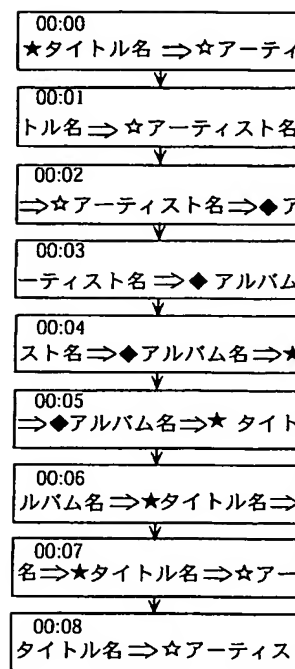 00:00
★タイトル名⇒☆アーティ
00:01
トル名⇒☆アーティスト名
00:02
⇒☆アーティスト名⇒◆ア
00:03
ーティスト名⇒◆アルバム
00:04
スト名⇒◆アルバム名⇒★
00:05
⇒◆アルバム名⇒★タイト
00:06
ルバム名⇒★タイトル名⇒
00:07
名⇒★タイトル名⇒☆アー
00:08
タイトル名⇒☆アーティス